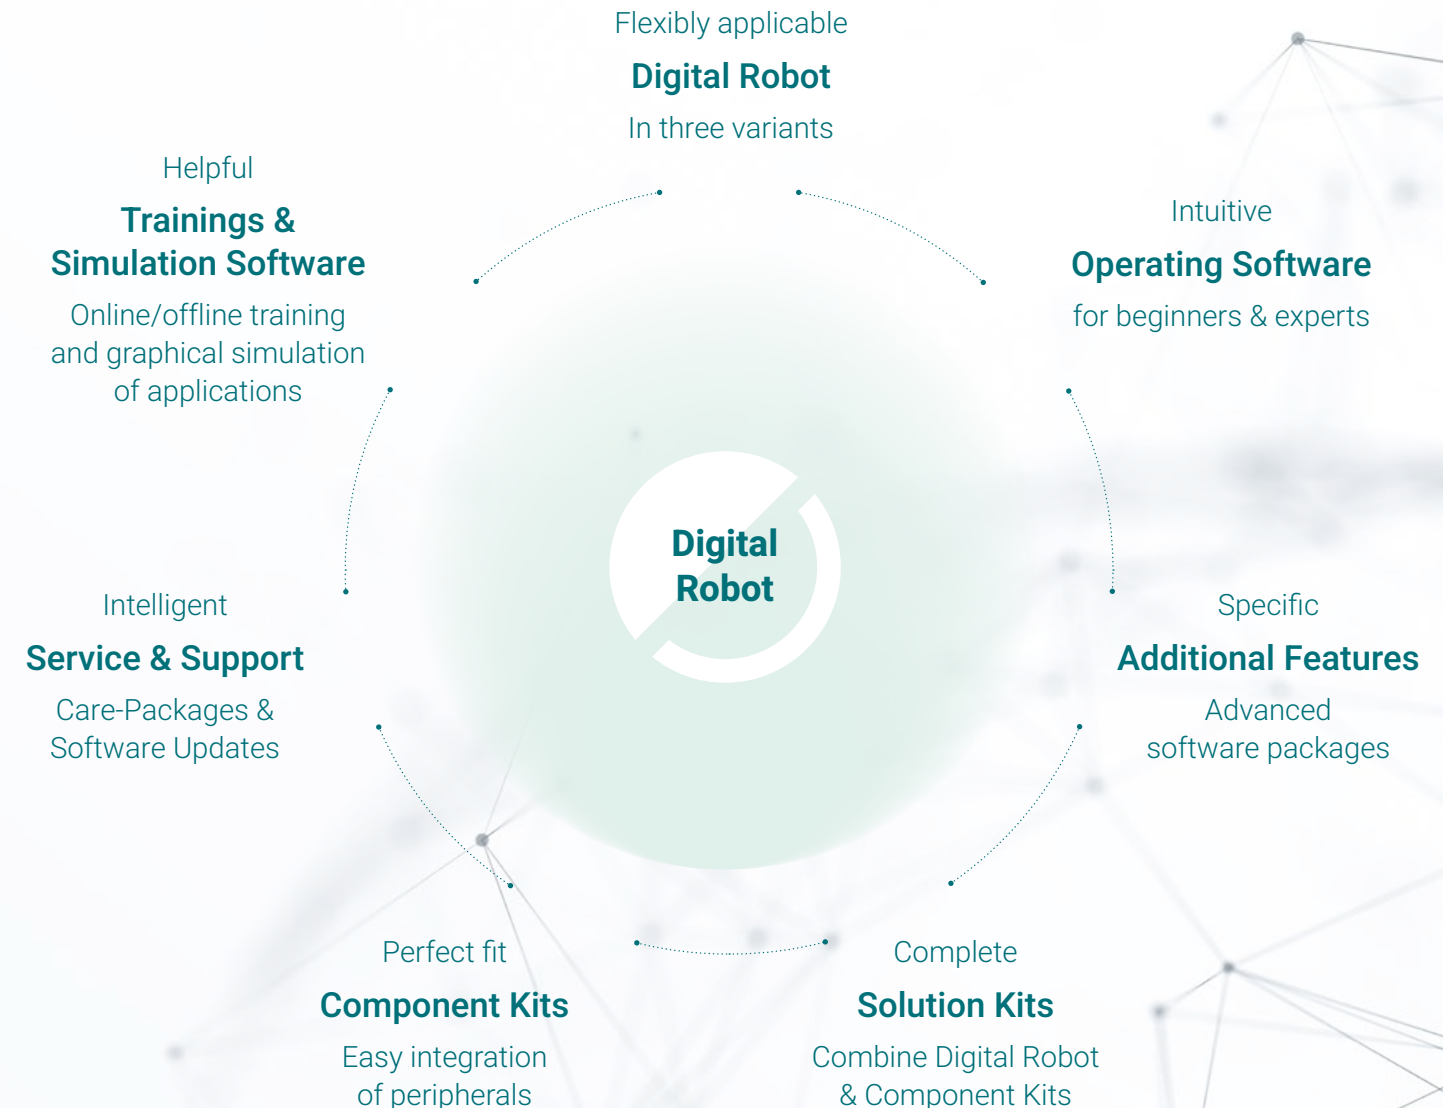 Flexibly applicable
Digital Robot
In three variants
Intuitive
Operating Software
for beginners & experts
Specific
Additional Features
Advanced
software packages
Complete
Solution Kits
Combine Digital Robot
& Component Kits
Perfect fit
Component Kits
Easy integration
of peripherals
Intelligent
Service & Support
Care-Packages &
Software Updates
Helpful
Trainings &
Simulation Software
Online/offline training
and graphical simulation
of applications
Digital
Robot